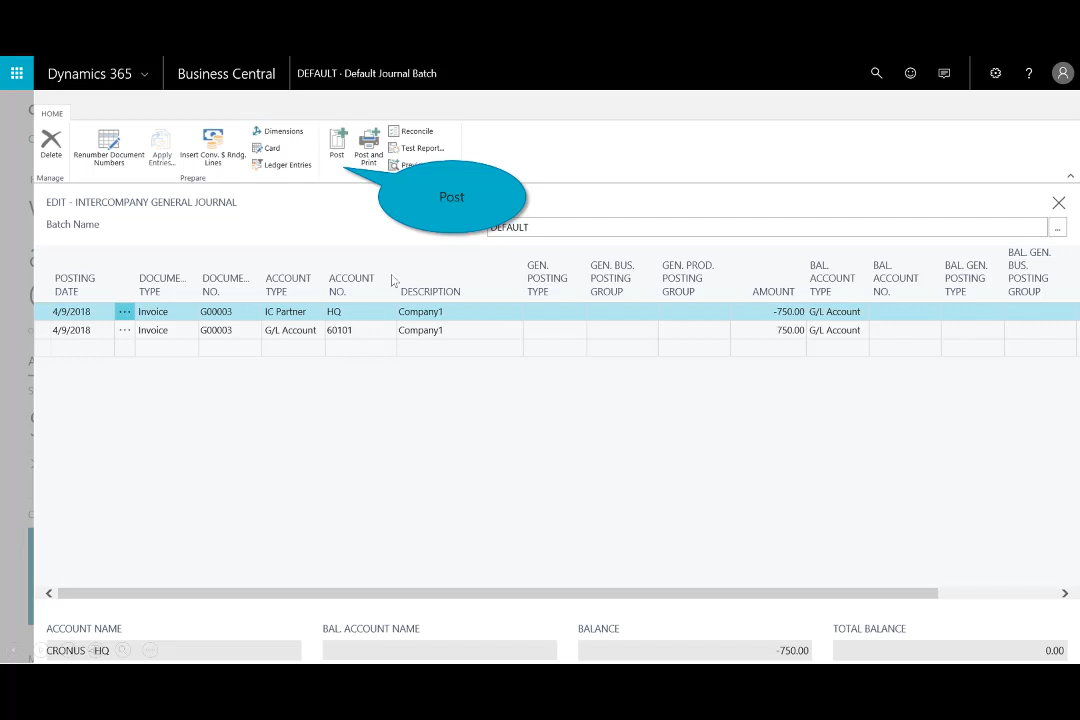 Dynamics 365 Business Central DEFAULT · Default Journal Batch ?
HOME
Delete
Manage
Renumber Document Numbers
Apply Entries...
Insert Conv. $ Rndg. Lines
Dimensions
Card
Ledger Entries
Prepare
Post
Post and Print
Reconcile
Test Report...
Post
EDIT - INTERCOMPANY GENERAL JOURNAL
Batch Name DEFAULT ...
POSTING DATE DOCUME... TYPE DOCUME... NO. ACCOUNT TYPE ACCOUNT NO. DESCRIPTION GEN. POSTING TYPE GEN. BUS. POSTING GROUP GEN. PROD. POSTING GROUP AMOUNT BAL. ACCOUNT TYPE BAL. ACCOUNT NO. BAL. GEN. POSTING TYPE BAL. GEN. BUS. POSTING GROUP
4/9/2018 ... Invoice G00003 IC Partner HQ Company1 -750.00 G/L Account
4/9/2018 ... Invoice G00003 G/L Account 60101 Company1 750.00 G/L Account
ACCOUNT NAME BAL. ACCOUNT NAME BALANCE TOTAL BALANCE
CRONUS - HQ -750.00 0.00